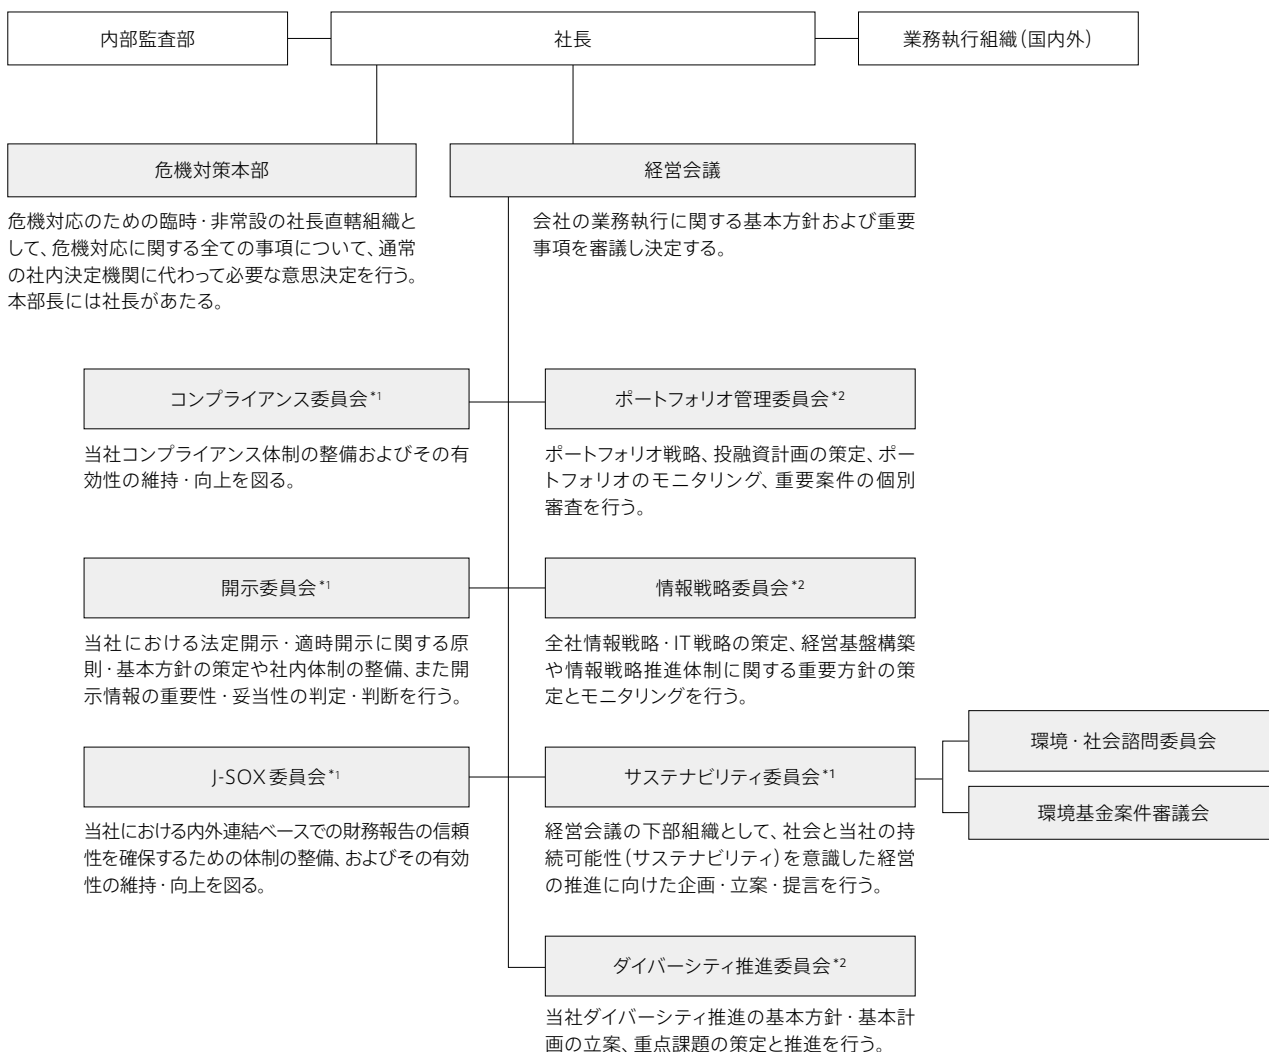 内部監査部
社長
業務執行組織(国内外)
危機対策本部
危機対応のための臨時・非常設の社長直轄組織と
して、危機対応に関する全ての事項について、通常
の社内決定機関に代わって必要な意思決定を行う。
本部長には社長があたる。
経営会議
会社の業務執行に関する基本方針および重要
事項を審議し決定する。
コンプライアンス委員会*1
当社コンプライアンス体制の整備およびその有
効性の維持・向上を図る。
ポートフォリオ管理委員会*2
ポートフォリオ戦略、投融資計画の策定、ポー
トフォリオのモニタリング、重要案件の個別
審査を行う。
開示委員会*1
当社における法定開示・適時開示に関する原
則・基本方針の策定や社内体制の整備、また開
示情報の重要性・妥当性の判定・判断を行う。
情報戦略委員会*2
全社情報戦略・IT戦略の策定、経営基盤構築
や情報戦略推進体制に関する重要方針の策
定とモニタリングを行う。
J-SOX委員会*1
当社における内外連結ベースでの財務報告の信頼
性を確保するための体制の整備、およびその有効
性の維持・向上を図る。
サステナビリティ委員会*1
経営会議の下部組織として、社会と当社の持
続可能性(サステナビリティ)を意識した経営
の推進に向けた企画・立案・提言を行う。
環境・社会諮問委員会
環境基金案件審議会
ダイバーシティ推進委員会*2
当社ダイバーシティ推進の基本方針・基本計
画の立案、重点課題の策定と推進を行う。